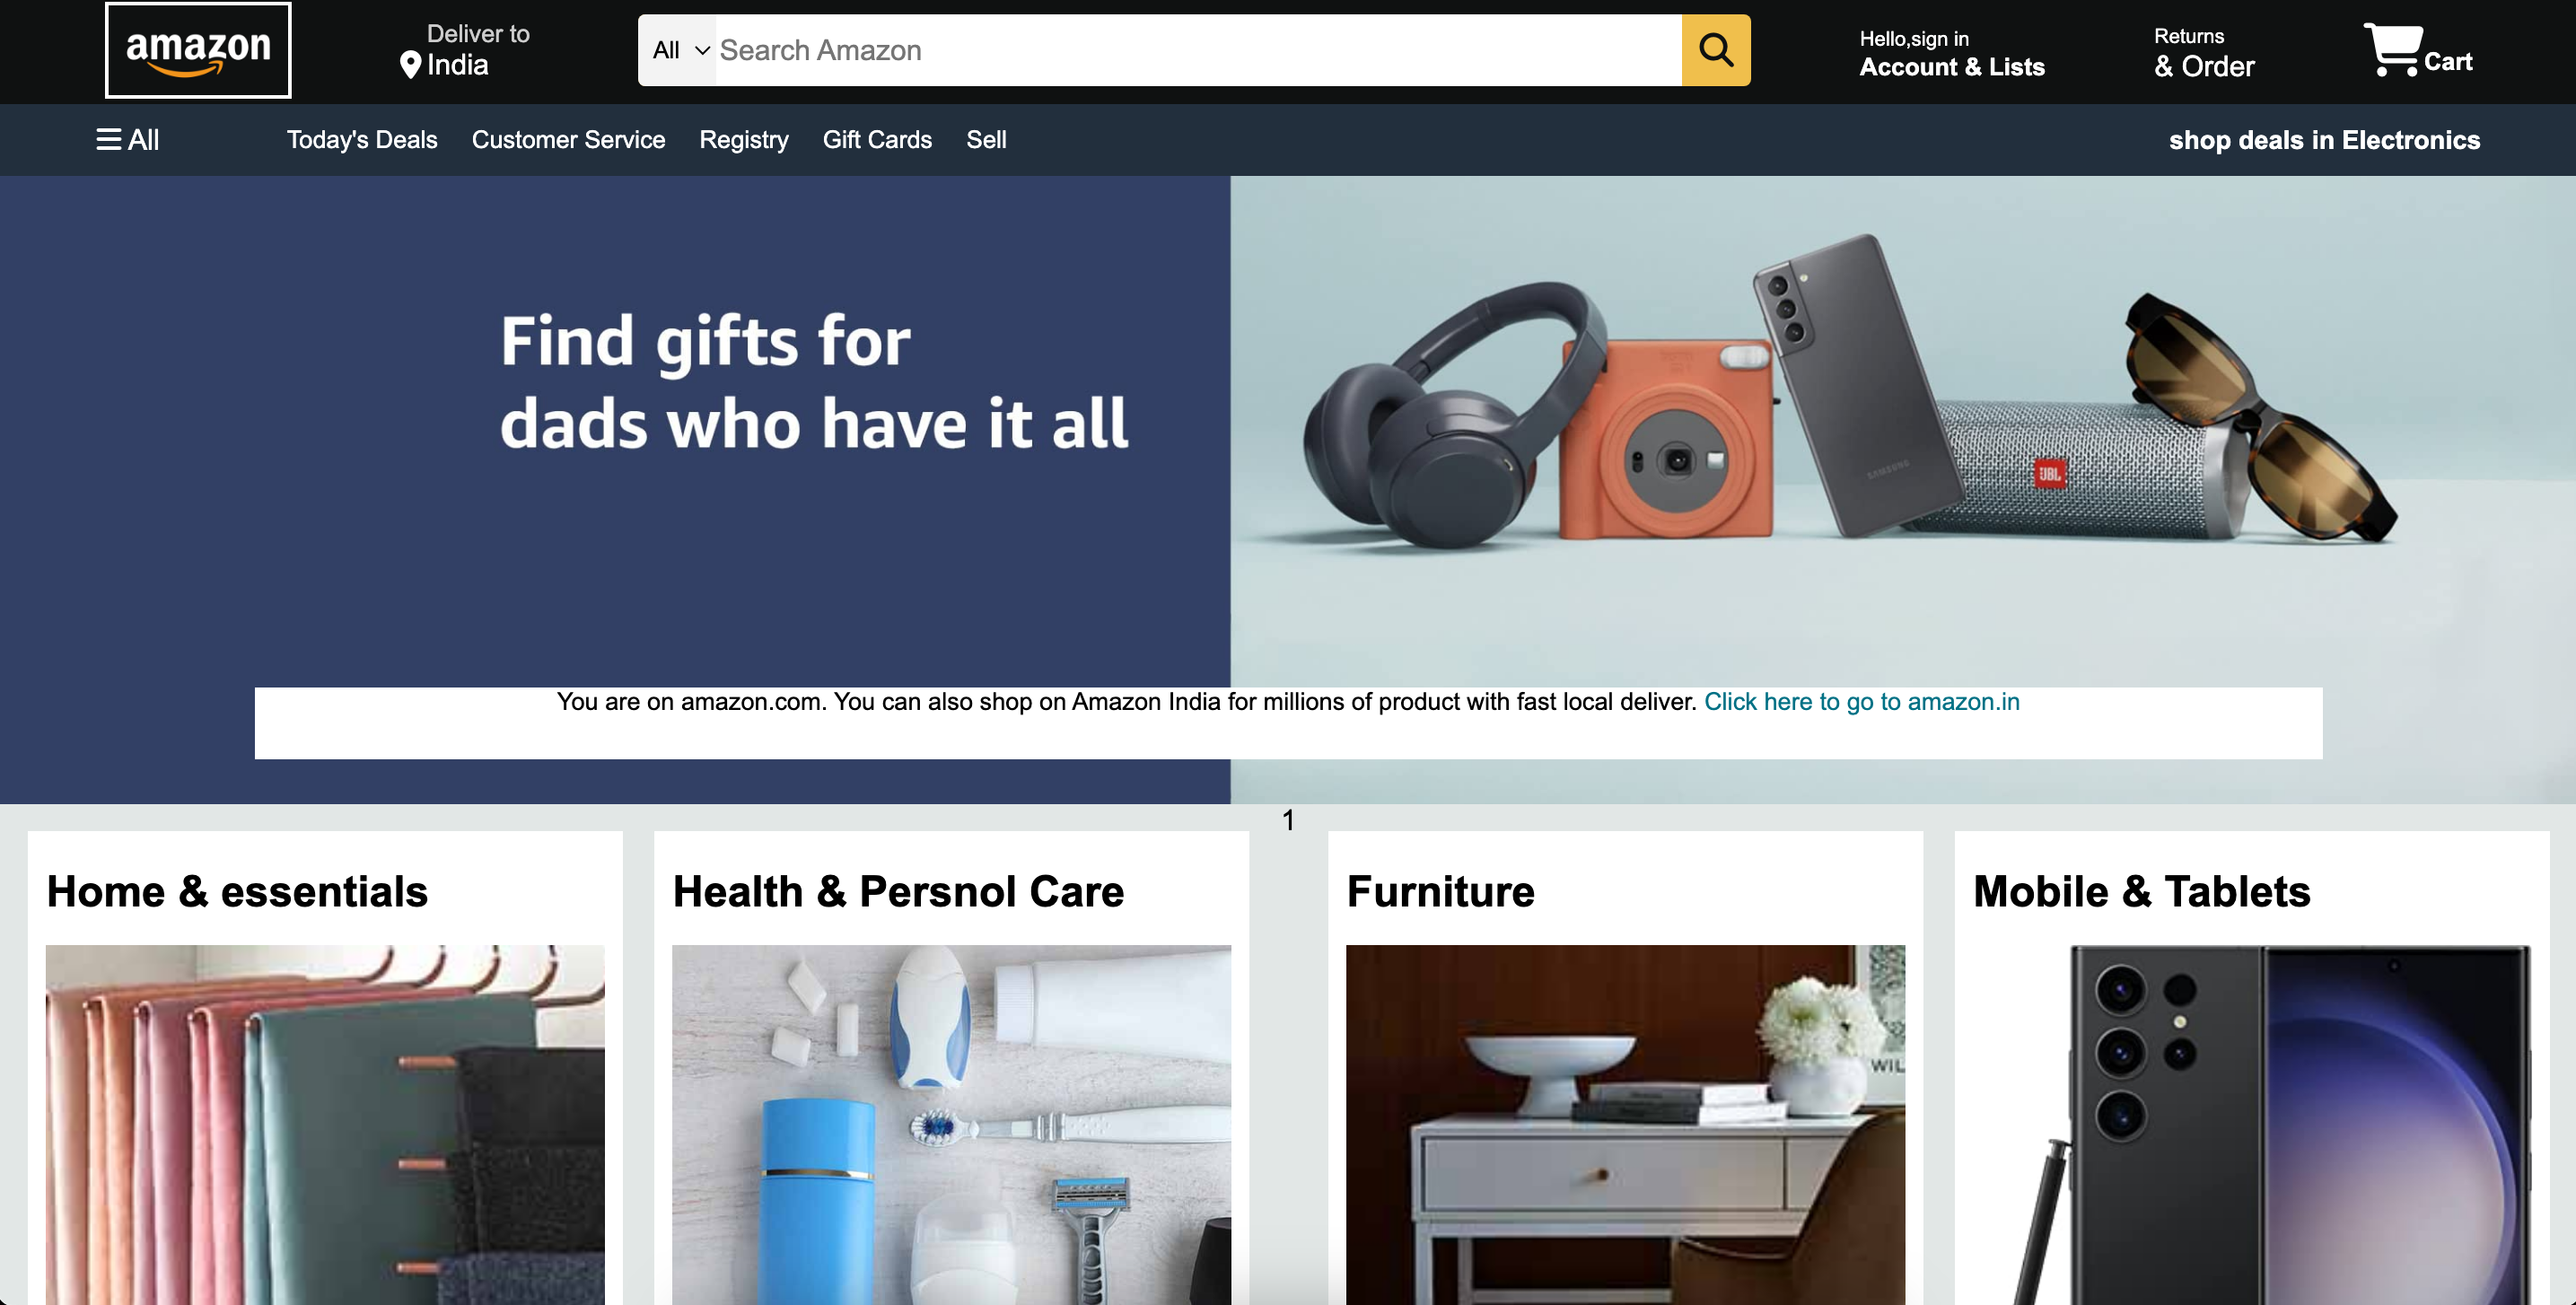 amazon
Deliver to
India
All
Search Amazon
Hello,sign in
Account & Lists
Returns
& Order
Cart
All
Today's Deals
Customer Service
Registry
Gift Cards
Sell
shop deals in Electronics
Find gifts for
dads who have it all
SAMSUNG
JBL
You are on amazon.com. You can also shop on Amazon India for millions of product with fast local deliver. Click here to go to amazon.in
1
Home & essentials
Health & Persnol Care
Furniture
Mobile & Tablets
WIL